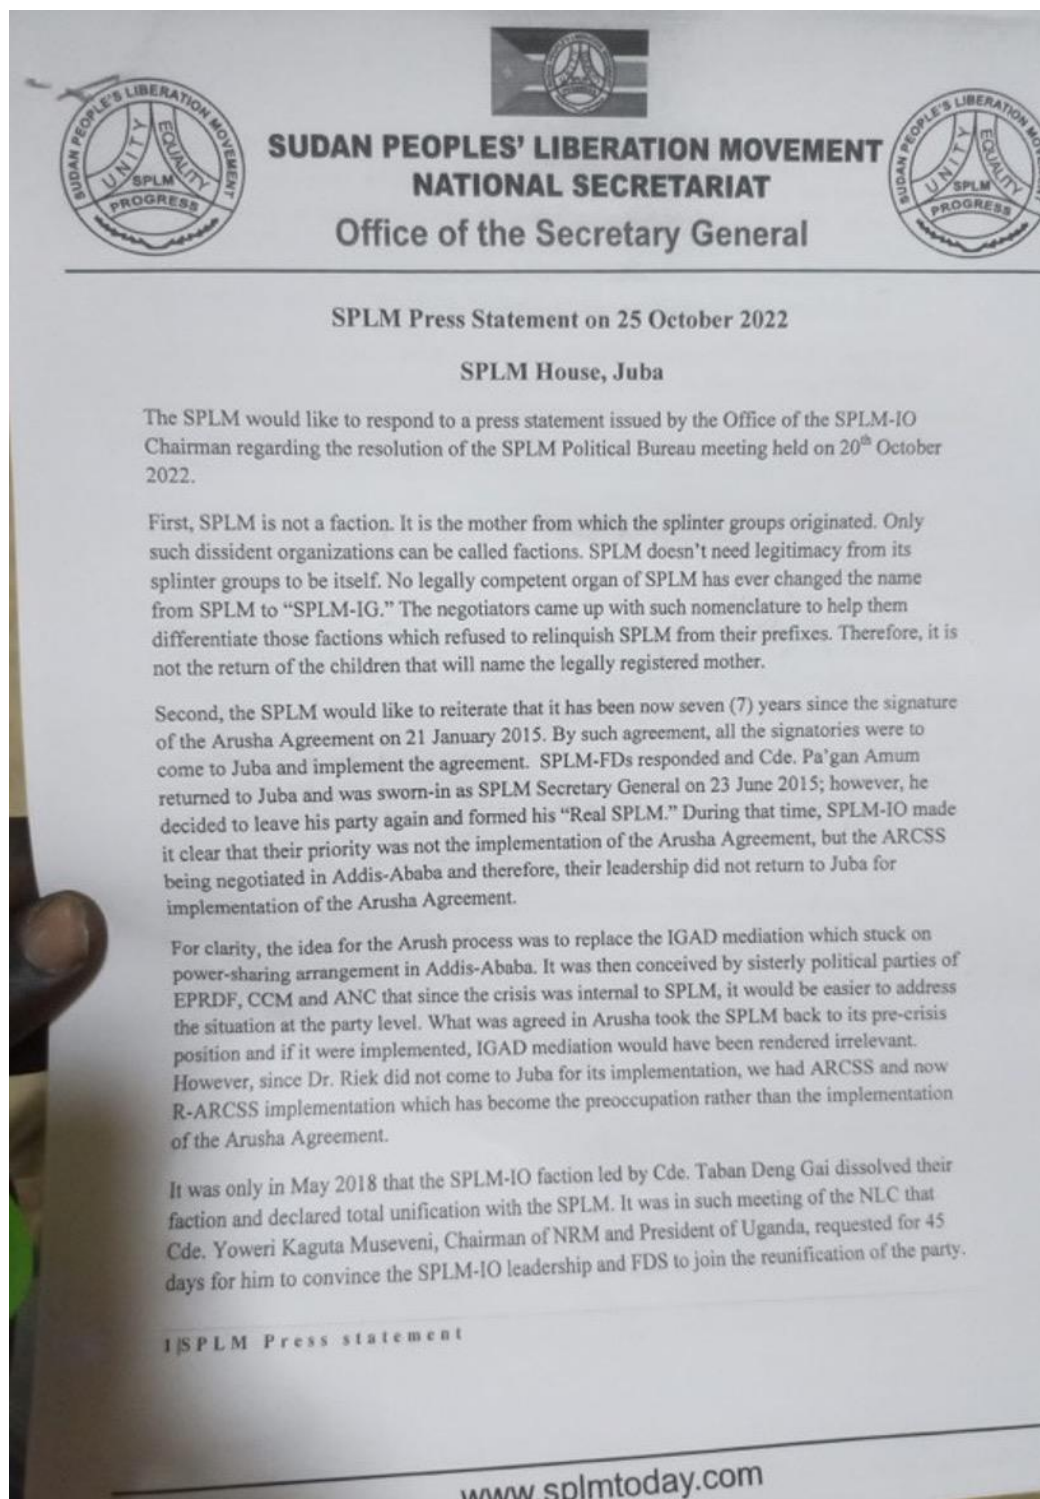 SUDAN PEOPLE'S LIBERATION MOVEMENT
UNITY
EQUALITY
SPLM
PROGRESS
SUDAN PEOPLES' LIBERATION MOVEMENT
NATIONAL SECRETARIAT
Office of the Secretary General
SUDAN PEOPLE'S LIBERATION
UNITY
EQUALITY
SPLM
PROGRESS
SPLM Press Statement on 25 October 2022
SPLM House, Juba
The SPLM would like to respond to a press statement issued by the Office of the SPLM-IO
Chairman regarding the resolution of the SPLM Political Bureau meeting held on 20th October
2022.
First, SPLM is not a faction. It is the mother from which the splinter groups originated. Only
such dissident organizations can be called factions. SPLM doesn't need legitimacy from its
splinter groups to be itself. No legally competent organ of SPLM has ever changed the name
from SPLM to “SPLM-IG.” The negotiators came up with such nomenclature to help them
differentiate those factions which refused to relinquish SPLM from their prefixes. Therefore, it is
not the return of the children that will name the legally registered mother.
Second, the SPLM would like to reiterate that it has been now seven (7) years since the signature
of the Arusha Agreement on 21 January 2015. By such agreement, all the signatories were to
come to Juba and implement the agreement. SPLM-FDs responded and Cde. Pa'gan Amum
returned to Juba and was sworn-in as SPLM Secretary General on 23 June 2015; however, he
decided to leave his party again and formed his “Real SPLM.” During that time, SPLM-IO made
it clear that their priority was not the implementation of the Arusha Agreement, but the ARCSS
being negotiated in Addis-Ababa and therefore, their leadership did not return to Juba for
implementation of the Arusha Agreement.
For clarity, the idea for the Arush process was to replace the IGAD mediation which stuck on
power-sharing arrangement in Addis-Ababa. It was then conceived by sisterly political parties of
EPRDF, CCM and ANC that since the crisis was internal to SPLM, it would be easier to address
the situation at the party level. What was agreed in Arusha took the SPLM back to its pre-crisis
position and if it were implemented, IGAD mediation would have been rendered irrelevant.
However, since Dr. Riek did not come to Juba for its implementation, we had ARCSS and now
R-ARCSS implementation which has become the preoccupation rather than the implementation
of the Arusha Agreement.
It was only in May 2018 that the SPLM-IO faction led by Cde. Taban Deng Gai dissolved their
faction and declared total unification with the SPLM. It was in such meeting of the NLC that
Cde. Yoweri Kaguta Museveni, Chairman of NRM and President of Uganda, requested for 45
days for him to convince the SPLM-IO leadership and FDS to join the reunification of the party.
1|SPLM Press statement
www.splmtoday.com